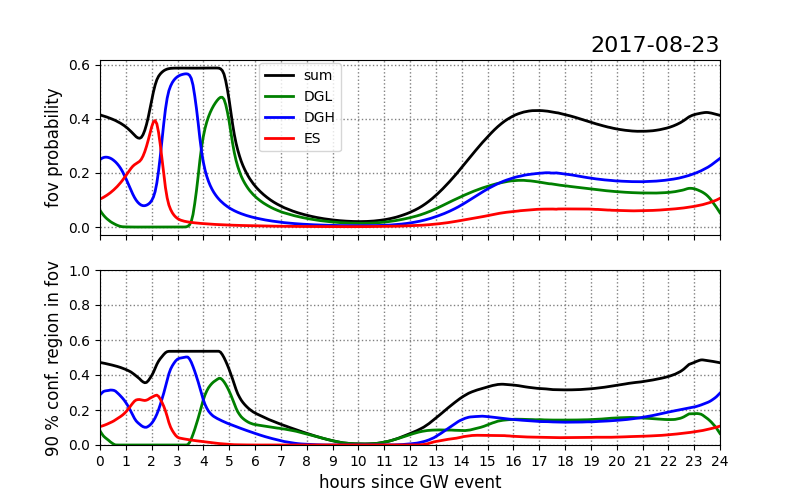 2017-08-23
fov probability
0.6
0.4
0.2
0.0
sum
DGL
DGH
ES
90 % conf. region in fov
1.0
0.8
0.6
0.4
0.2
0.0
0 1 2 3 4 5 6 7 8 9 10 11 12 13 14 15 16 17 18 19 20 21 22 23 24
hours since GW event